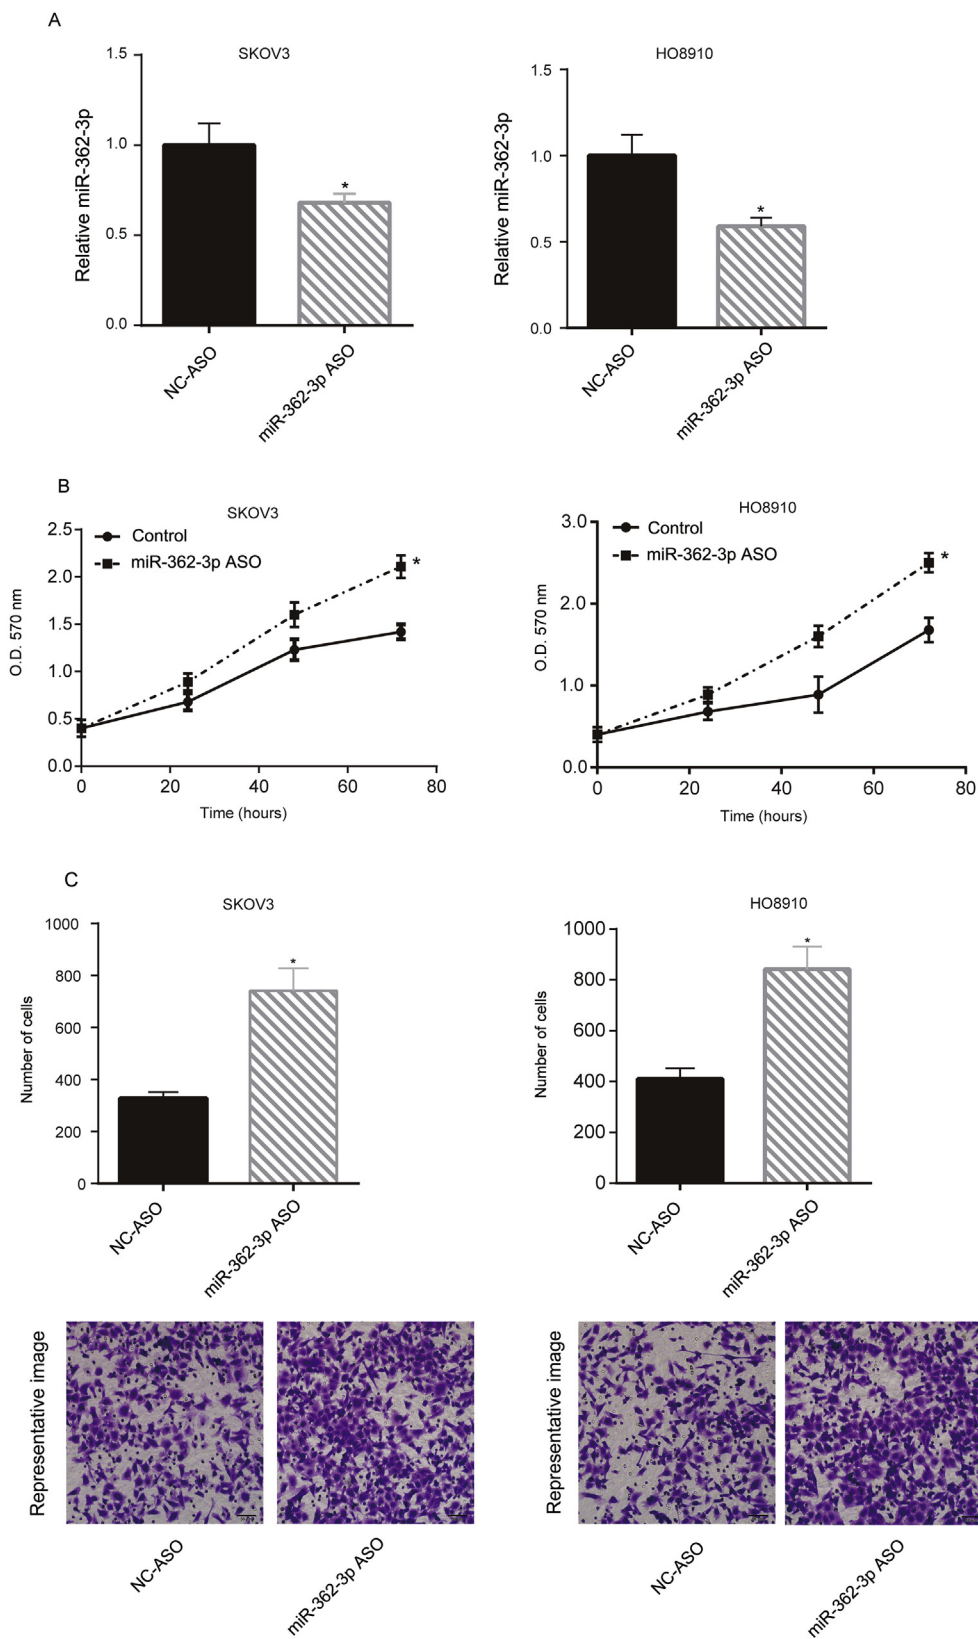 A
SKOV3
1.5
1.0
0.5
0.0
Relative miR-362-3p
NC-ASO
*
miR-362-3p ASO
HO8910
1.5
1.0
0.5
0.0
Relative miR-362-3p
NC-ASO
*
miR-362-3p ASO
B
SKOV3
2.5
2.0
1.5
1.0
0.5
0.0
O.D. 570 nm
Control
miR-362-3p ASO
*
0 20 40 60 80
Time (hours)
HO8910
3.0
2.0
1.0
0.0
O.D. 570 nm
Control
miR-362-3p ASO
*
0 20 40 60 80
Time (hours)
C
SKOV3
1000
800
600
400
200
0
Number of cells
*
NC-ASO
miR-362-3p ASO
HO8910
1000
800
600
400
200
0
Number of cells
*
NC-ASO
miR-362-3p ASO
Representative image
NC-ASO
miR-362-3p ASO
Representative image
NC-ASO
miR-362-3p ASO